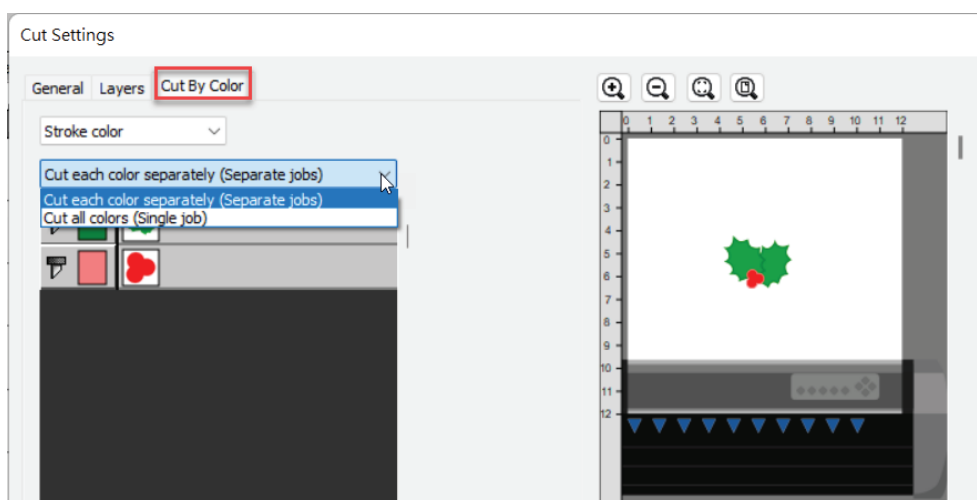 Cut Settings
General Layers Cut By Color
Stroke color
Cut each color separately (Separate jobs)
Cut each color separately (Separate jobs)
Cut all colors (Single job)
0 1 2 3 4 5 6 7 8 9 10 11 12
0
1
2
3
4
5
6
7
8
9
10
11
12